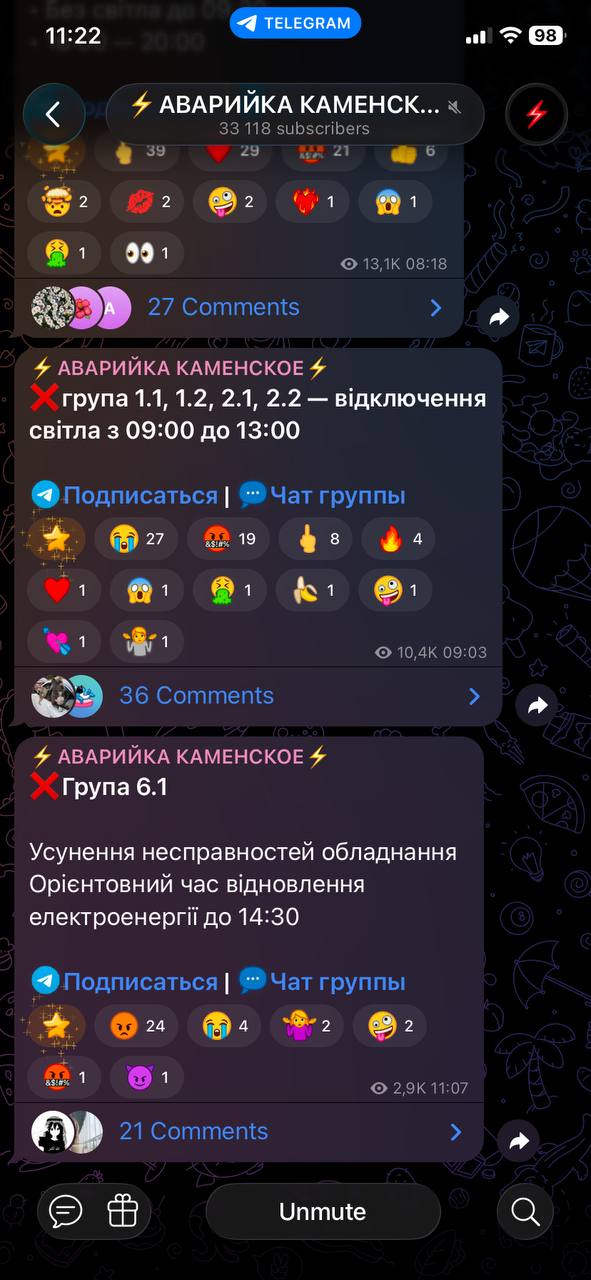 Без світла до
20:00
11:22
TELEGRAM
98
⚡ АВАРИЙКА КАМЕНСК...
33 118 subscribers
39 29 21 6
2 2 2 1 1
1 1
13,1K 08:18
A
27 Comments
⚡АВАРИЙКА КАМЕНСКОЕ⚡
❌група 1.1, 1.2, 2.1, 2.2 — відключення
світла з 09:00 до 13:00
Подписаться | 💬Чат группы
27 19 8 4
1 1 1 1 1
1 1
10,4K 09:03
36 Comments
⚡АВАРИЙКА КАМЕНСКОЕ⚡
❌Група 6.1
Усунення несправностей обладнання
Орієнтовний час відновлення
електроенергії до 14:30
Подписаться | 💬Чат группы
24 4 2 2
1 1
2,9K 11:07
21 Comments
Unmute